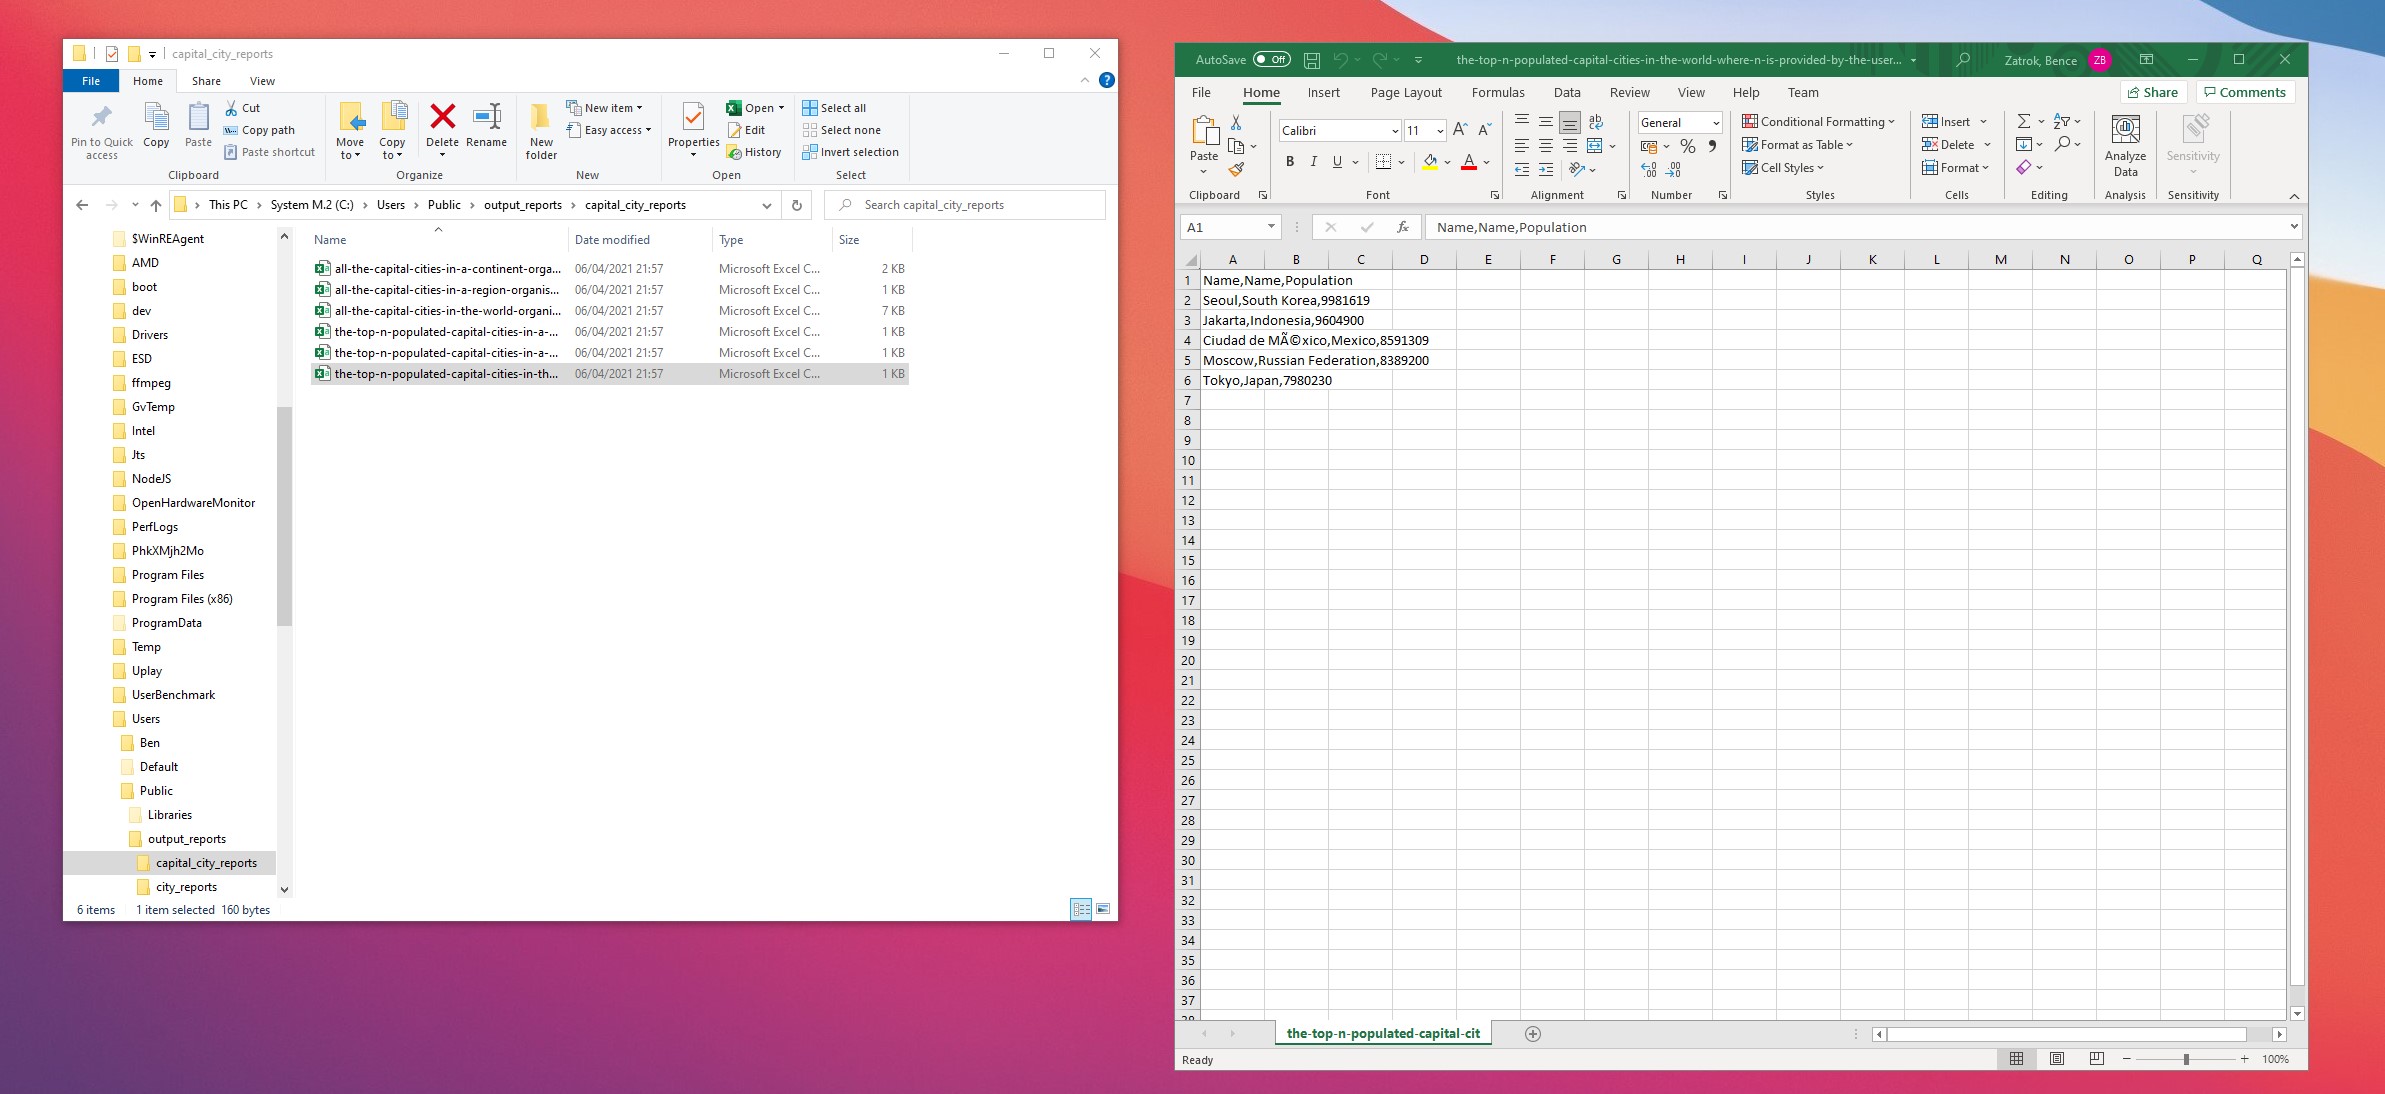 capital_city_reports
File Home Share View
Pin to Quick access
Copy
Paste
Cut
Copy path
Paste shortcut
Clipboard
Move to
Copy to
Delete
Rename
Organize
New folder
New item
Easy access
New
Properties
Open
Edit
History
Open
Select all
Select none
Invert selection
Select
This PC > System M.2 (C:) > Users > Public > output_reports > capital_city_reports
Search capital_city_reports
$WinREAgent
AMD
boot
dev
Drivers
ESD
ffmpeg
GvTemp
Intel
Jts
NodeJS
OpenHardwareMonitor
PerfLogs
PhkXMjh2Mo
Program Files
Program Files (x86)
ProgramData
Temp
Uplay
UserBenchmark
Users
Ben
Default
Public
Libraries
output_reports
capital_city_reports
city_reports
Name Date modified Type Size
all-the-capital-cities-in-a-continent-orga... 06/04/2021 21:57 Microsoft Excel C... 2 KB
all-the-capital-cities-in-a-region-organis... 06/04/2021 21:57 Microsoft Excel C... 1 KB
all-the-capital-cities-in-the-world-organi... 06/04/2021 21:57 Microsoft Excel C... 7 KB
the-top-n-populated-capital-cities-in-a-... 06/04/2021 21:57 Microsoft Excel C... 1 KB
the-top-n-populated-capital-cities-in-a-... 06/04/2021 21:57 Microsoft Excel C... 1 KB
the-top-n-populated-capital-cities-in-th... 06/04/2021 21:57 Microsoft Excel C... 1 KB
6 items 1 item selected 160 bytes
AutoSave Off
the-top-n-populated-capital-cities-in-the-world-where-n-is-provided-by-the-user...
Zatrok, Bence ZB
File Home Insert Page Layout Formulas Data Review View Help Team
Share Comments
Paste
Clipboard
Calibri 11
B I U
Font
Alignment
General
Number
Conditional Formatting
Format as Table
Cell Styles
Styles
Insert
Delete
Format
Cells
Editing
Analyze Data
Analysis
Sensitivity
Sensitivity
A1
fx
Name,Name,Population
A B C D E F G H I J K L M N O P Q
1 Name,Name,Population
2 Seoul,South Korea,9981619
3 Jakarta,Indonesia,9604900
4 Ciudad de MÃ©xico,Mexico,8591309
5 Moscow,Russian Federation,8389200
6 Tokyo,Japan,7980230
7
8
9
10
11
12
13
14
15
16
17
18
19
20
21
22
23
24
25
26
27
28
29
30
31
32
33
34
35
36
37
the-top-n-populated-capital-cit
Ready
100%